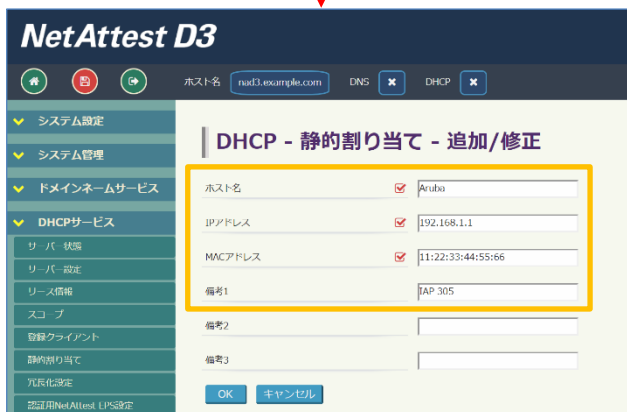 NetAttest D3
ホスト名 nad3.example.com DNS DHCP
システム設定
システム管理
ドメインネームサービス
DHCPサービス
サーバー状態
サーバー設定
リース情報
スコープ
登録クライアント
静的割り当て
冗長化設定
認証用NetAttest EPS設定
DHCP - 静的割り当て - 追加/修正
ホスト名 Aruba
IPアドレス 192.168.1.1
MACアドレス 11:22:33:44:55:66
備考1 IAP 305
備考2
備考3
OK キャンセル